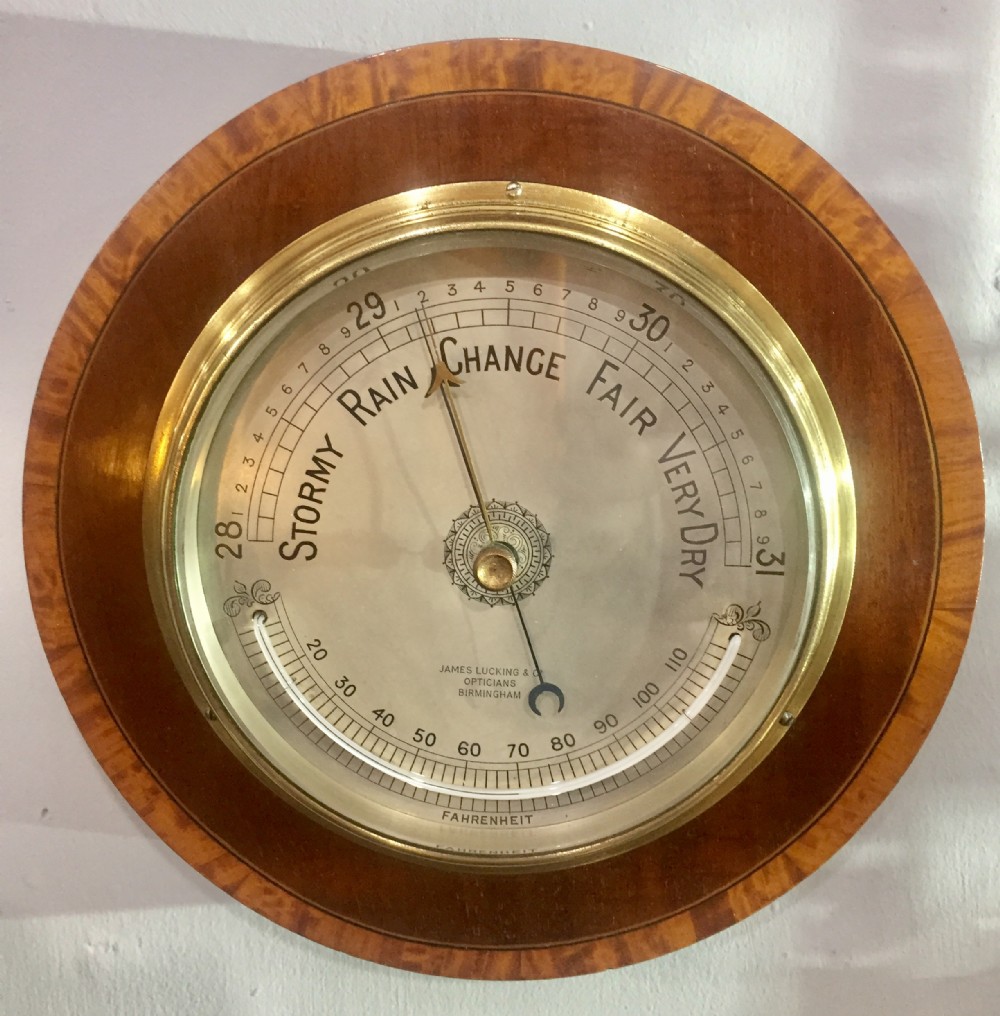 28 1 2 3 4 5 6 7 8 9 29 1 2 3 4 5 6 7 8 9 30 1 2 3 4 5 6 7 8 9 31
STORMY RAIN CHANGE FAIR VERY DRY
JAMES LUCKING & Co
OPTICIANS
BIRMINGHAM
20 30 40 50 60 70 80 90 100 110
FAHRENHEIT